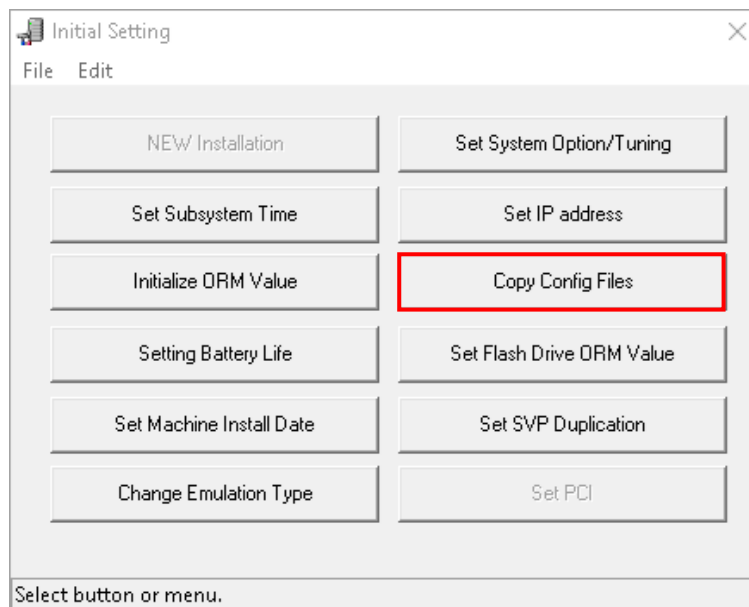 Initial Setting
File Edit
NEW Installation
Set System Option/Tuning
Set Subsystem Time
Set IP address
Initialize ORM Value
Copy Config Files
Setting Battery Life
Set Flash Drive ORM Value
Set Machine Install Date
Set SVP Duplication
Change Emulation Type
Set PCI
Select button or menu.